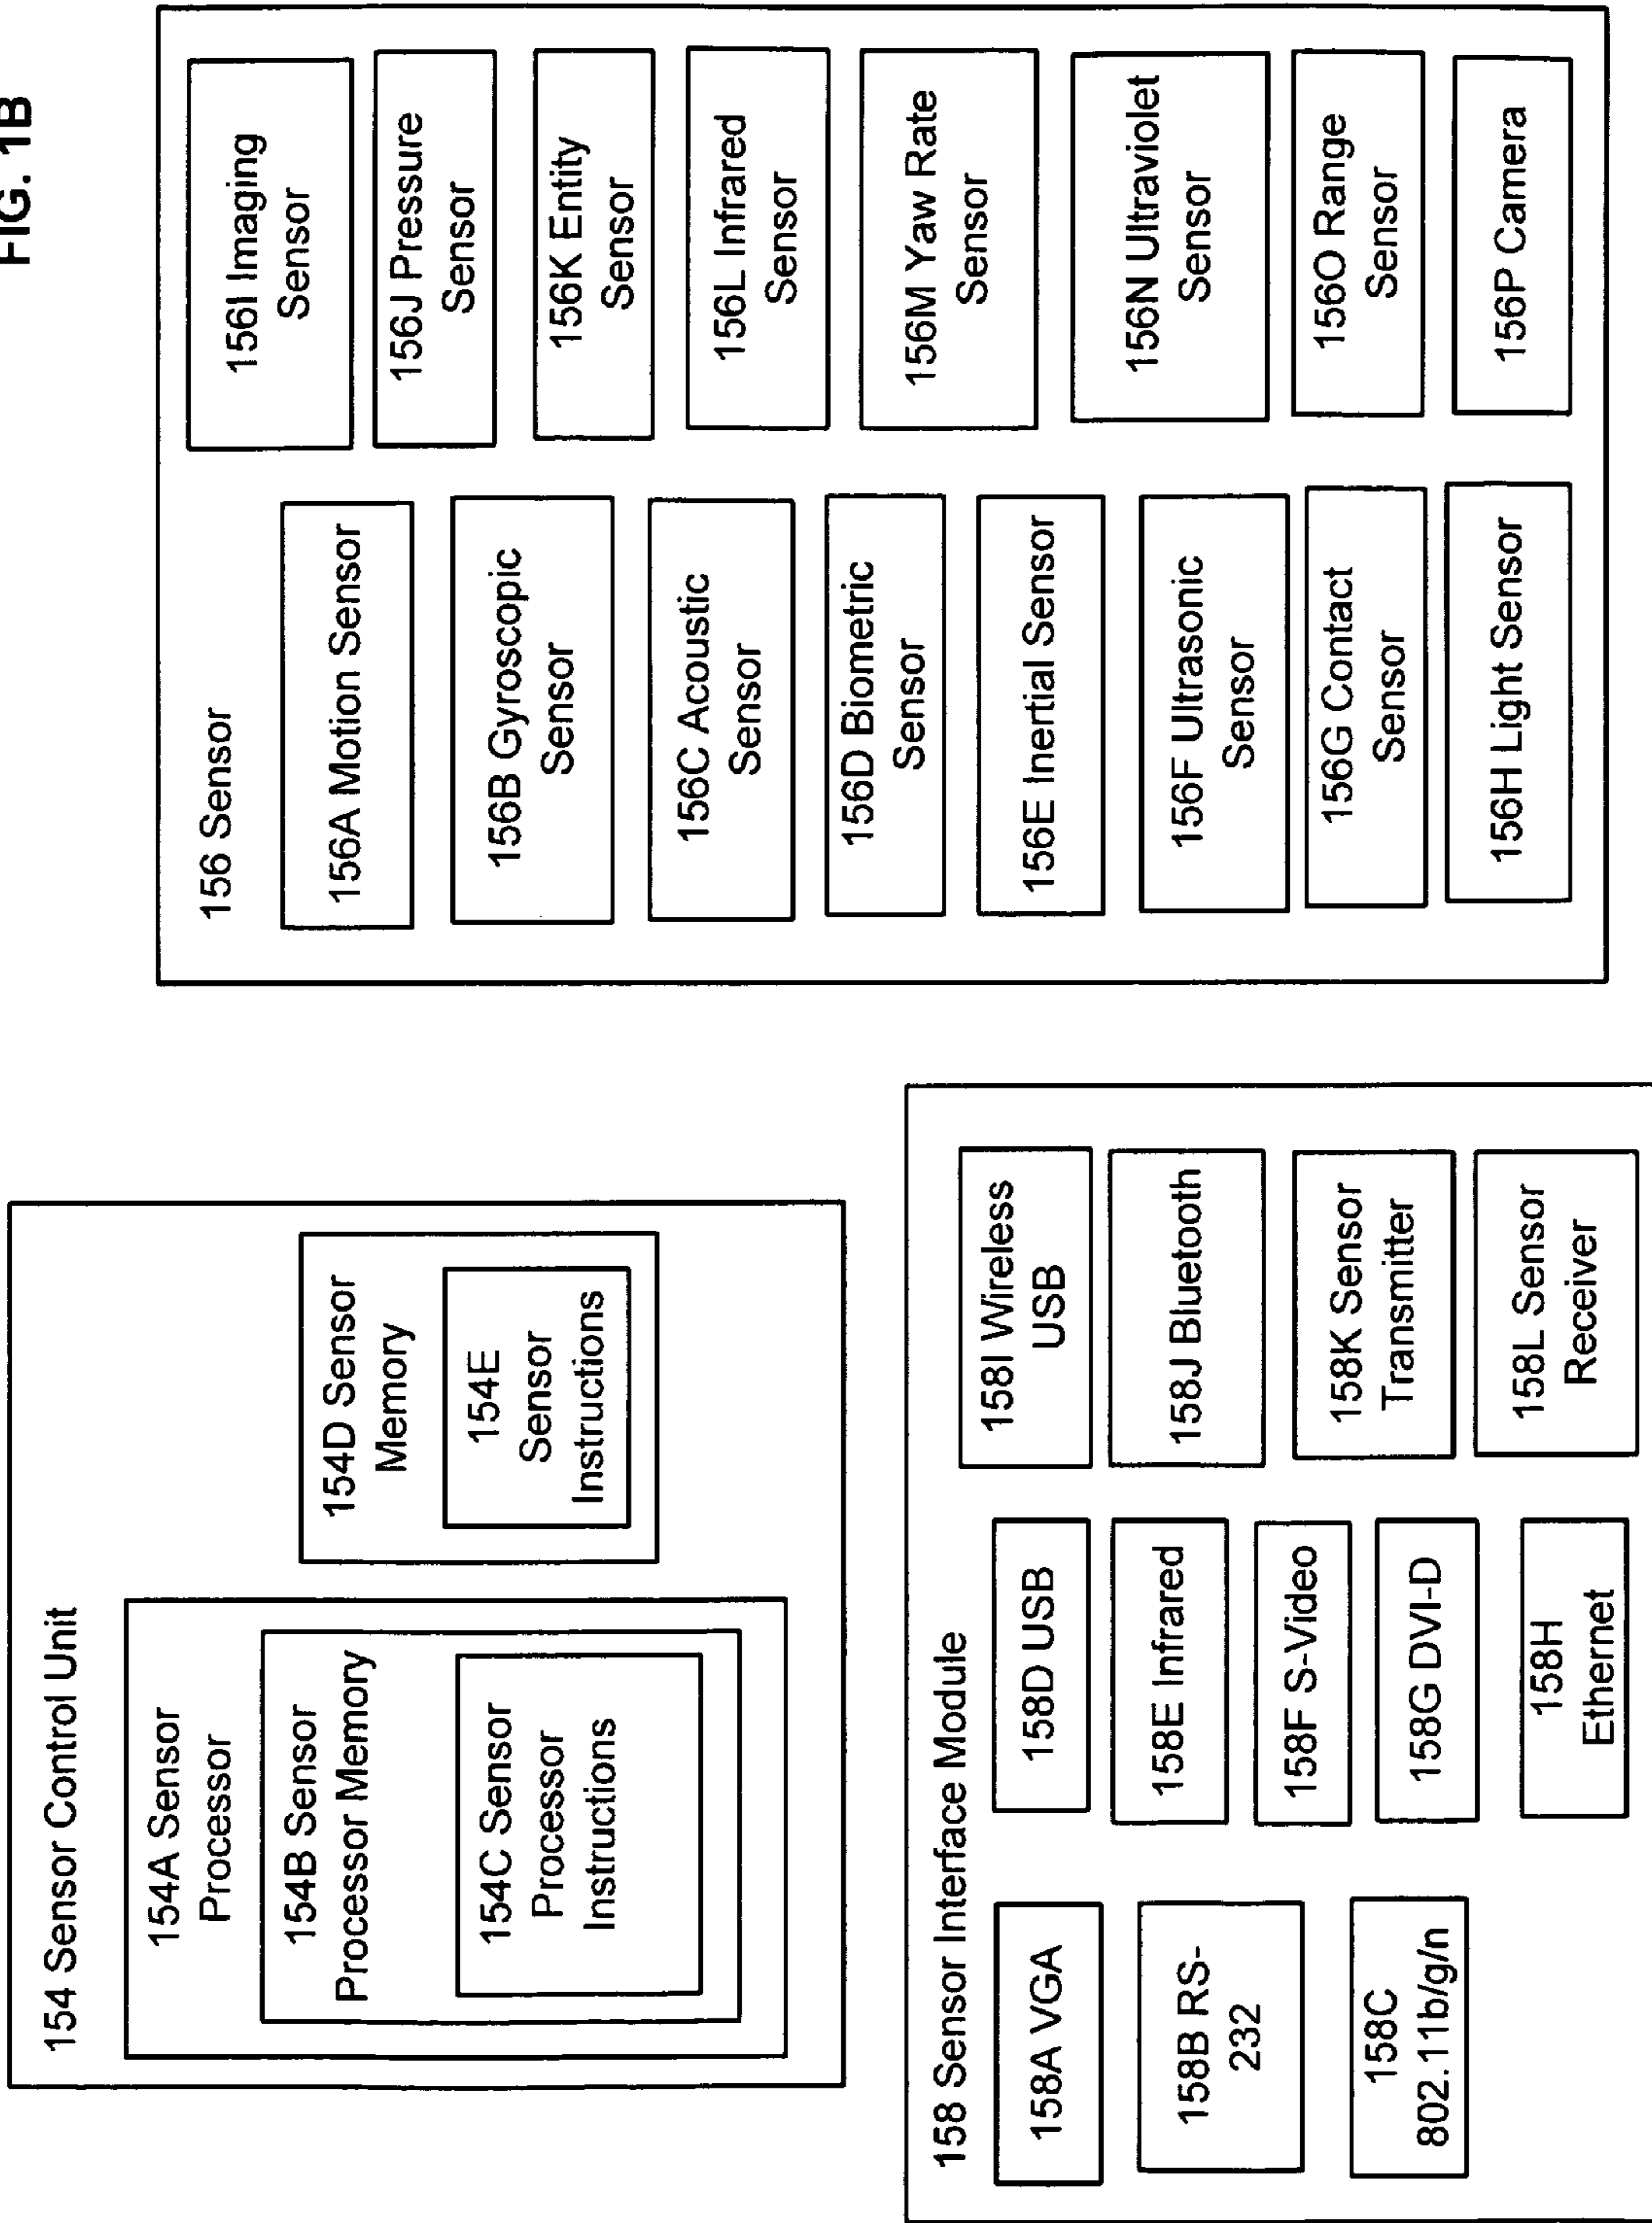 FIG. 1B
154 Sensor Control Unit
154A Sensor
Processor
154B Sensor
Processor Memory
154C Sensor
Processor
Instructions
154D Sensor
Memory
154E
Sensor
Instructions
156 Sensor
156A Motion Sensor
156B Gyroscopic
Sensor
156C Acoustic
Sensor
156D Biometric
Sensor
156E Inertial Sensor
156F Ultrasonic
Sensor
156G Contact
Sensor
156H Light Sensor
156I Imaging
Sensor
156J Pressure
Sensor
156K Entity
Sensor
156L Infrared
Sensor
156M Yaw Rate
Sensor
156N Ultraviolet
Sensor
156O Range
Sensor
156P Camera
158 Sensor Interface Module
158A VGA
158B RS-
232
158C
802.11b/g/n
158D USB
158E Infrared
158F S-Video
158G DVI-D
158H
Ethernet
158I Wireless
USB
158J Bluetooth
158K Sensor
Transmitter
158L Sensor
Receiver